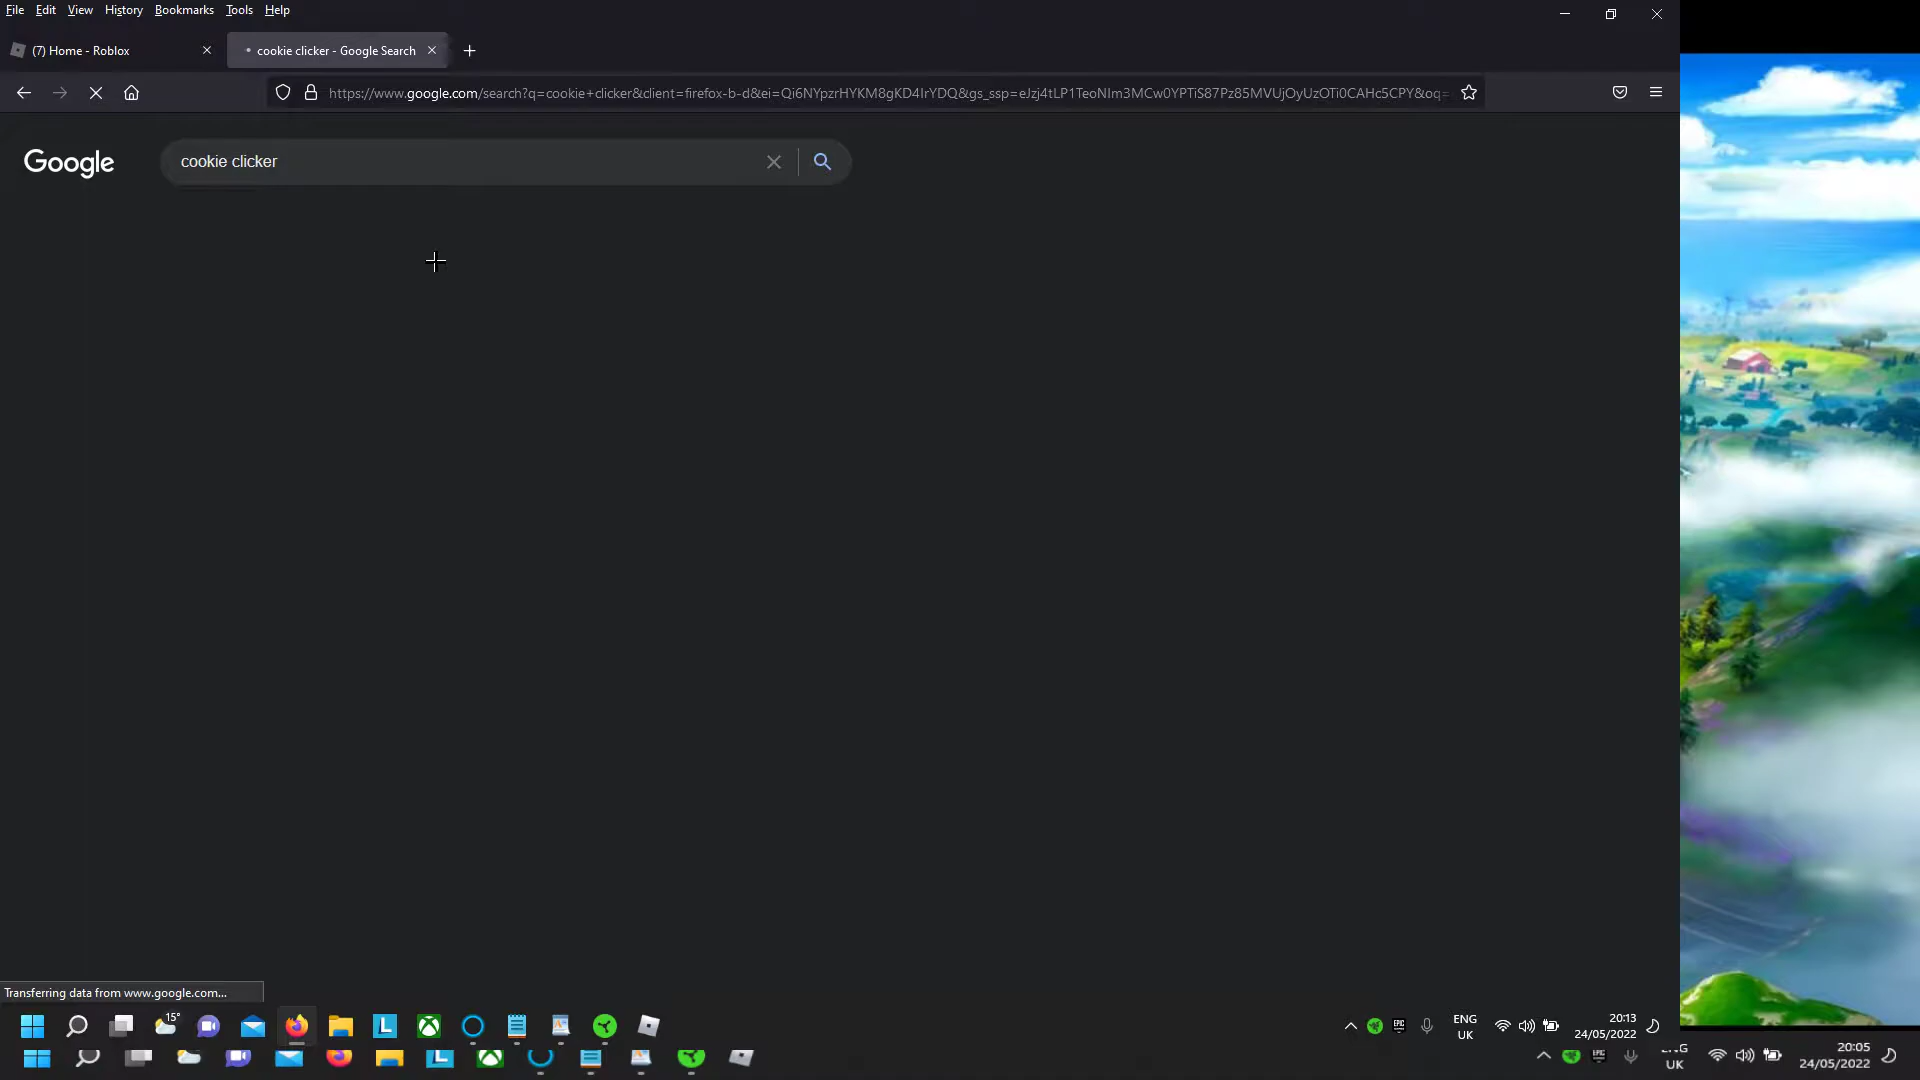 File Edit View History Bookmarks Tools Help
(7) Home - Roblox
cookie clicker - Google Search
https://www.google.com/search?q=cookie+clicker&client=firefox-b-d&ei=Qi6NYpzrHYKM8gKD4IrYDQ&gs_ssp=eJzj4tLP1TeoNIm3MCw0YPTiS87Pz85MVUjOyUzOTi0CAHc5CPY&oq=
Google
cookie clicker
Transferring data from www.google.com...
15°
L
EPIC
ENG
UK
20:13
24/05/2022
L
EPIC
UK
20:05
24/05/2022